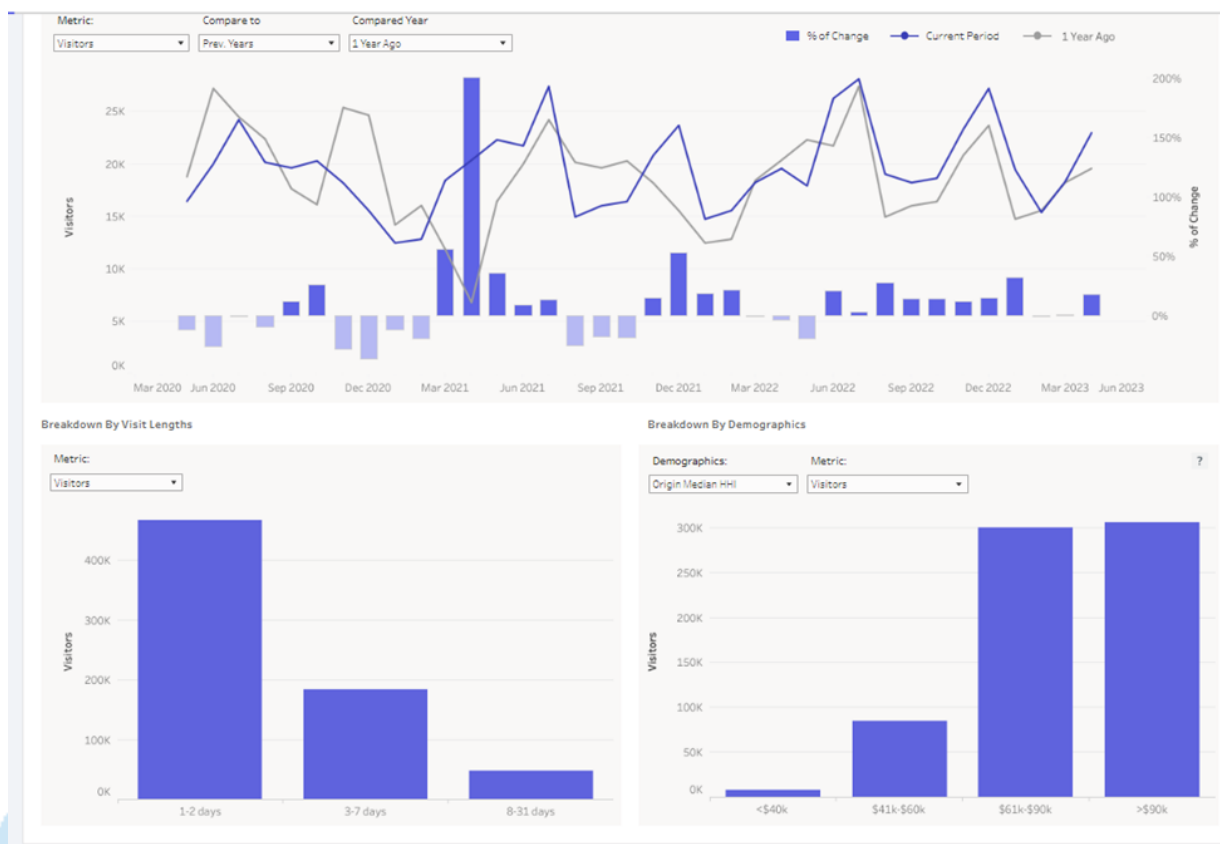 Metric: Compare to Compared Year
Visitors Prev. Years 1 Year Ago
% of Change Current Period 1 Year Ago
200%
25K
150%
20K
100%
15K
Visitors
% of Change
10K
50%
5K
0%
0K
Mar 2020 Jun 2020 Sep 2020 Dec 2020 Mar 2021 Jun 2021 Sep 2021 Dec 2021 Mar 2022 Jun 2022 Sep 2022 Dec 2022 Mar 2023 Jun 2023
Breakdown By Visit Lengths
Metric:
Visitors
400K
300K
Visitors
200K
100K
0K
1-2 days 3-7 days 8-31 days
Breakdown By Demographics
Demographics: Metric: ?
Origin Median HHI Visitors
300K
250K
200K
Visitors
150K
100K
50K
0K
<$40k $41k-$60k $61k-$90k >$90k